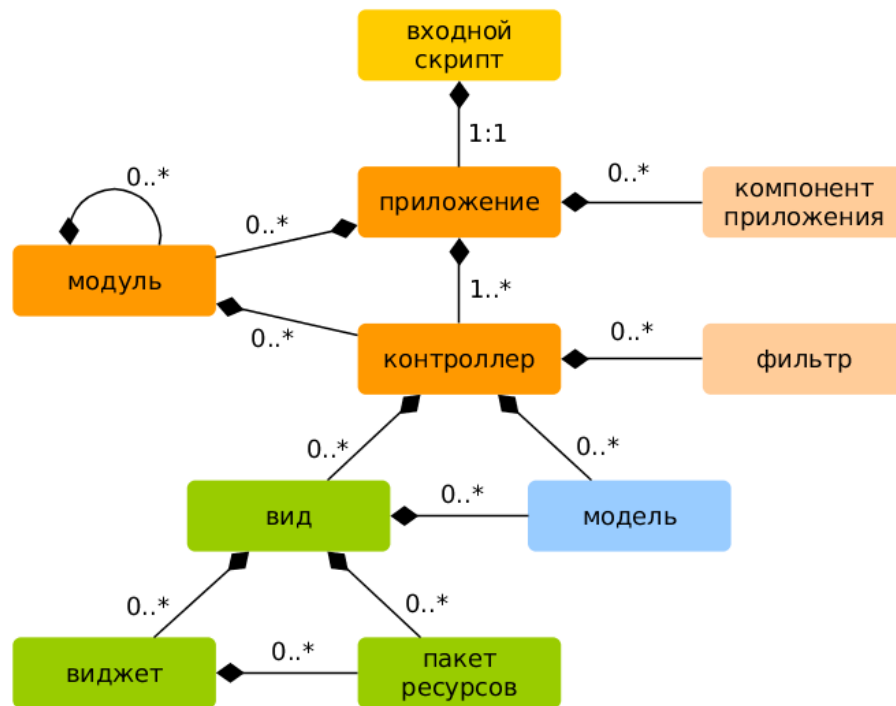 входной
скрипт
1:1
0..*
0..*
приложение
0..*
компонент
приложения
модуль
1..*
0..*
контроллер
0..*
фильтр
0..*
0..*
вид
0..*
модель
0..*
0..*
виджет
0..*
пакет
ресурсов